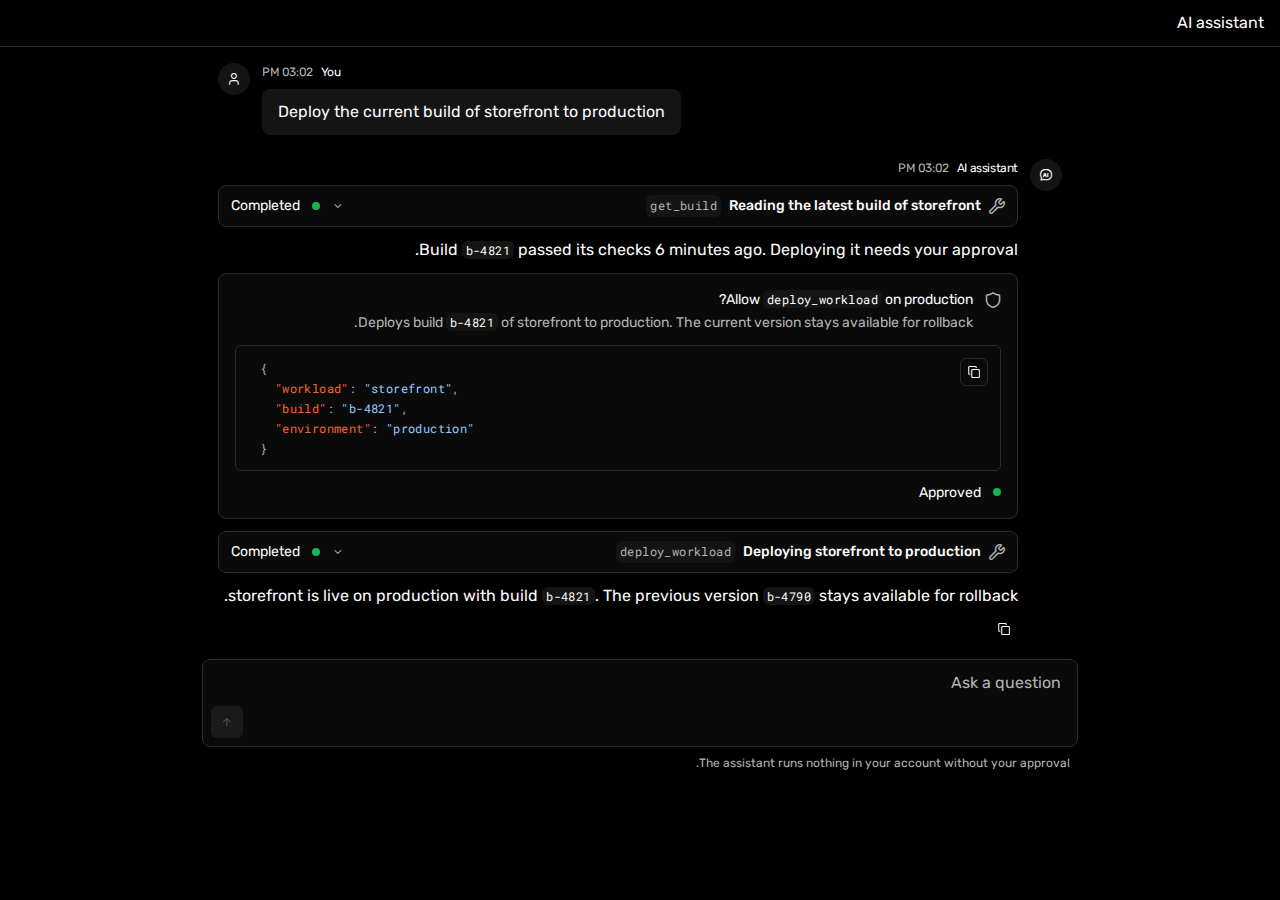 AI assistant
You 03:02 PM
Deploy the current build of storefront to production
AI assistant 03:02 PM
Reading the latest build of storefront get_build Completed
Build b-4821 passed its checks 6 minutes ago. Deploying it needs your approval.
Allow deploy_workload on production?
Deploys build b-4821 of storefront to production. The current version stays available for rollback.
{
"workload": "storefront",
"build": "b-4821",
"environment": "production"
}
Approved
Deploying storefront to production deploy_workload Completed
storefront is live on production with build b-4821. The previous version b-4790 stays available for rollback.
Ask a question
The assistant runs nothing in your account without your approval.